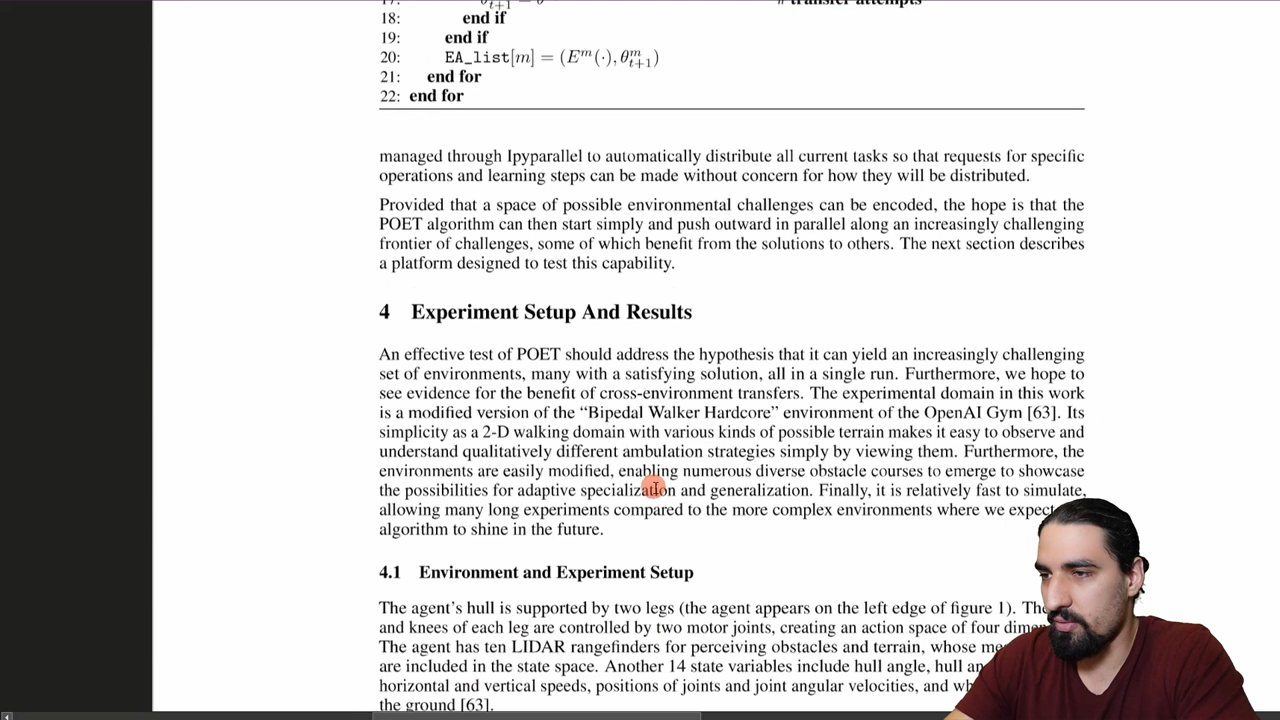 17:
# transfer attempts
18: end if
19: end if
20: EA_list[m] = (E^m(·), θ^m_{t+1})
21: end for
22: end for
managed through Ipyparallel to automatically distribute all current tasks so that requests for specific
operations and learning steps can be made without concern for how they will be distributed.
Provided that a space of possible environmental challenges can be encoded, the hope is that the
POET algorithm can then start simply and push outward in parallel along an increasingly challenging
frontier of challenges, some of which benefit from the solutions to others. The next section describes
a platform designed to test this capability.
4 Experiment Setup And Results
An effective test of POET should address the hypothesis that it can yield an increasingly challenging
set of environments, many with a satisfying solution, all in a single run. Furthermore, we hope to
see evidence for the benefit of cross-environment transfers. The experimental domain in this work
is a modified version of the “Bipedal Walker Hardcore” environment of the OpenAI Gym [63]. Its
simplicity as a 2-D walking domain with various kinds of possible terrain makes it easy to observe and
understand qualitatively different ambulation strategies simply by viewing them. Furthermore, the
environments are easily modified, enabling numerous diverse obstacle courses to emerge to showcase
the possibilities for adaptive specialization and generalization. Finally, it is relatively fast to simulate,
allowing many long experiments compared to the more complex environments where we expect
algorithm to shine in the future.
4.1 Environment and Experiment Setup
The agent’s hull is supported by two legs (the agent appears on the left edge of figure 1).
and knees of each leg are controlled by two motor joints, creating an action space of four
The agent has ten LIDAR rangefinders for perceiving obstacles and terrain, whose
are included in the state space. Another 14 state variables include hull angle, hull
horizontal and vertical speeds, positions of joints and joint angular velocities, and
the ground [63].